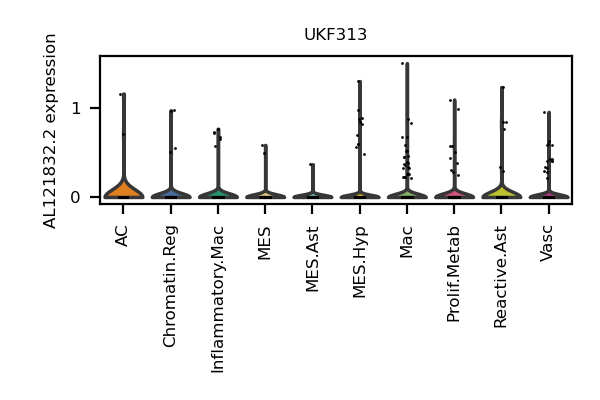 UKF313
AL121832.2 expression
1
0
AC
Chromatin.Reg
Inflammatory.Mac
MES
MES.Ast
MES.Hyp
Mac
Prolif.Metab
Reactive.Ast
Vasc